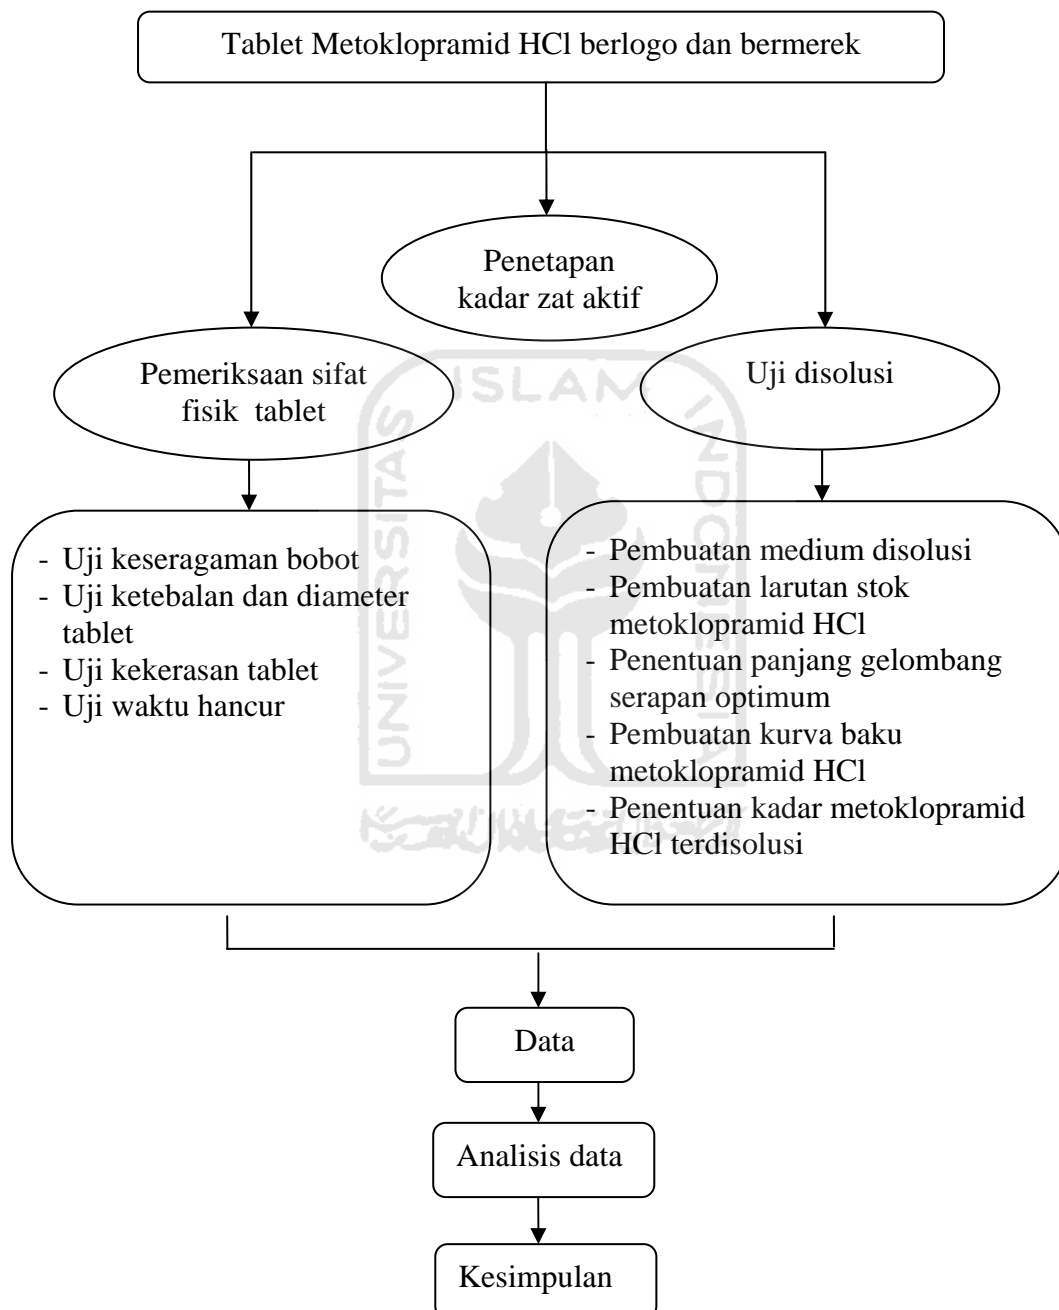 Tablet Metoklopramid HCl berlogo dan bermerek
Penetapan
kadar zat aktif
Pemeriksaan sifat
fisik tablet
Uji disolusi
- Uji keseragaman bobot
- Uji ketebalan dan diameter
tablet
- Uji kekerasan tablet
- Uji waktu hancur
- Pembuatan medium disolusi
- Pembuatan larutan stok
metoklopramid HCl
- Penentuan panjang gelombang
serapan optimum
- Pembuatan kurva baku
metoklopramid HCl
- Penentuan kadar metoklopramid
HCl terdisolusi
UNIVERSITAS
ISLAM
INDONESIA
Data
Analisis data
Kesimpulan